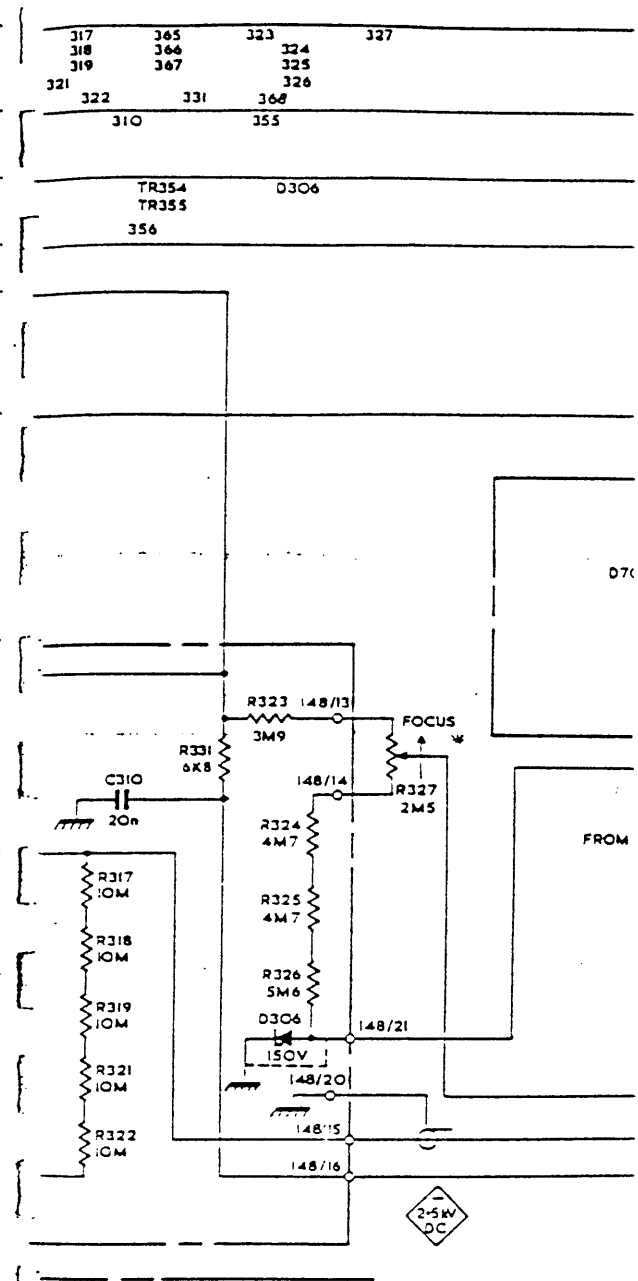 317 365 323 327
318 366 324
319 367 325
321 326
322 331 368
310 355
TR354 D306
TR355
356
D70
R323 148/13
3M9
FOCUS *
R331
6K8
148/14
R327
2M5
C310
20n
R324
4M7
FROM
R317
10M
R325
4M7
R318
10M
R326
5M6
R319
10M
D306
148/21
150V
R321
10M
148/20
R322
10M
148/15
148/16
2·5kV
DC